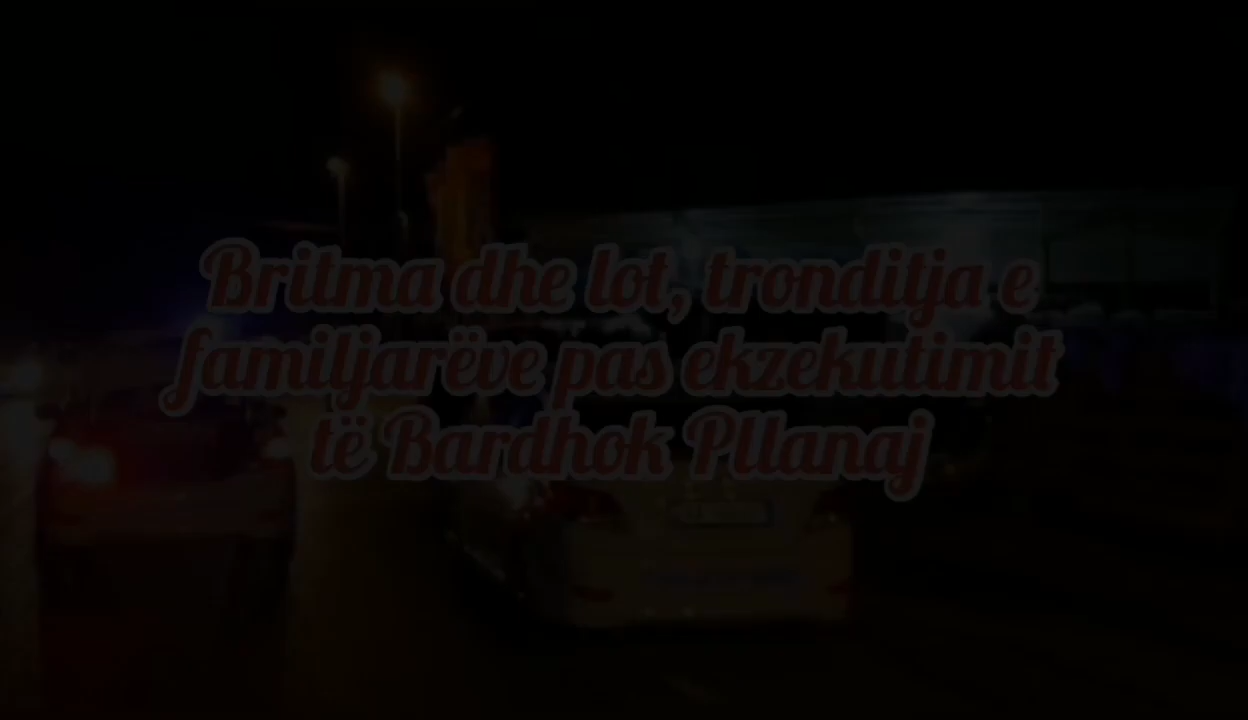 Britma dhe lot, tronditja e
familjarëve pas ekzekutimit
të Bardhok Pllanaj